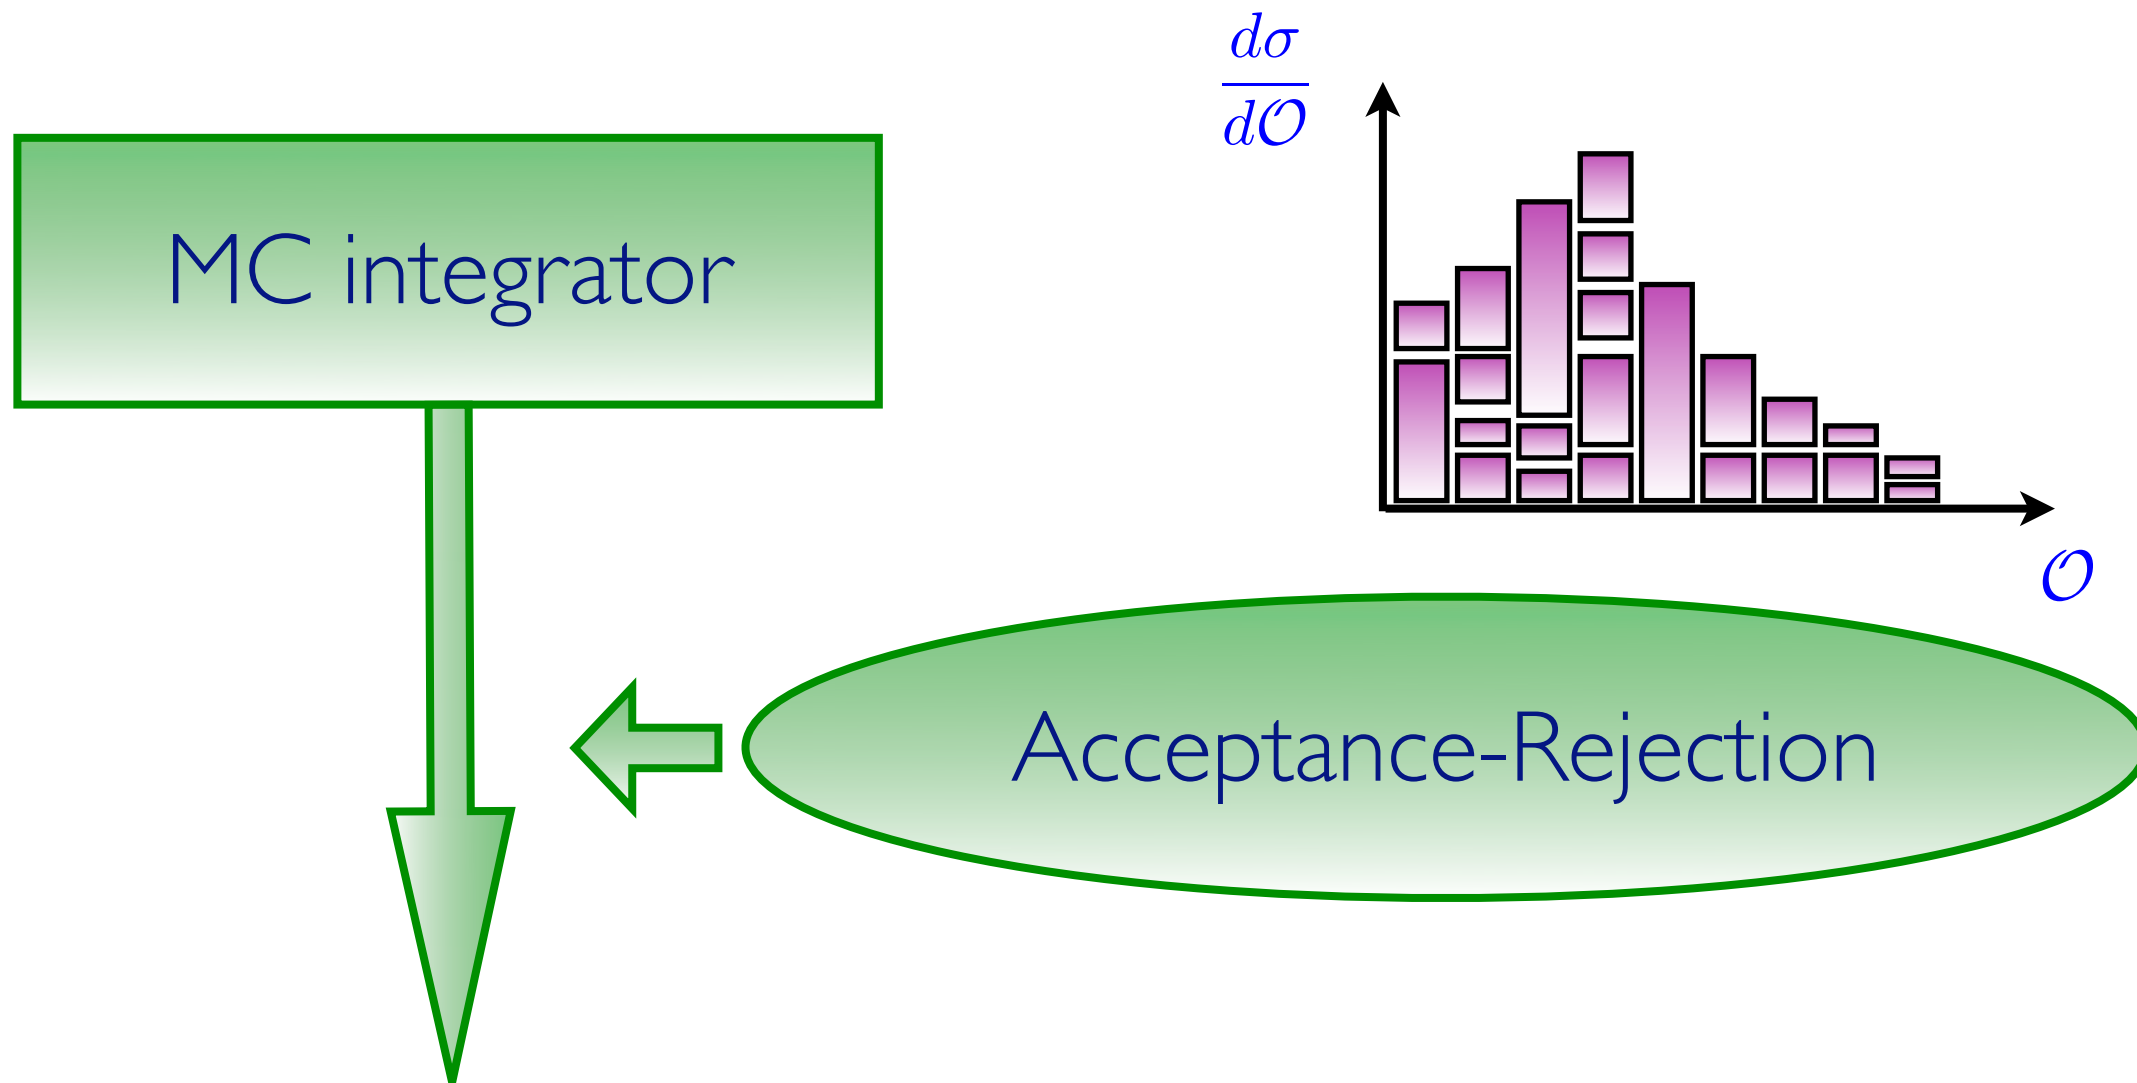 dσ
d𝒪
MC integrator
𝒪
Acceptance-Rejection